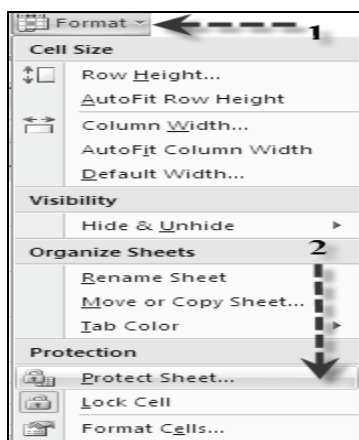 Format
1
Cell Size
Row Height...
AutoFit Row Height
Column Width...
AutoFit Column Width
Default Width...
Visibility
Hide & Unhide
Organize Sheets
2
Rename Sheet
Move or Copy Sheet...
Tab Color
Protection
Protect Sheet...
Lock Cell
Format Cells...